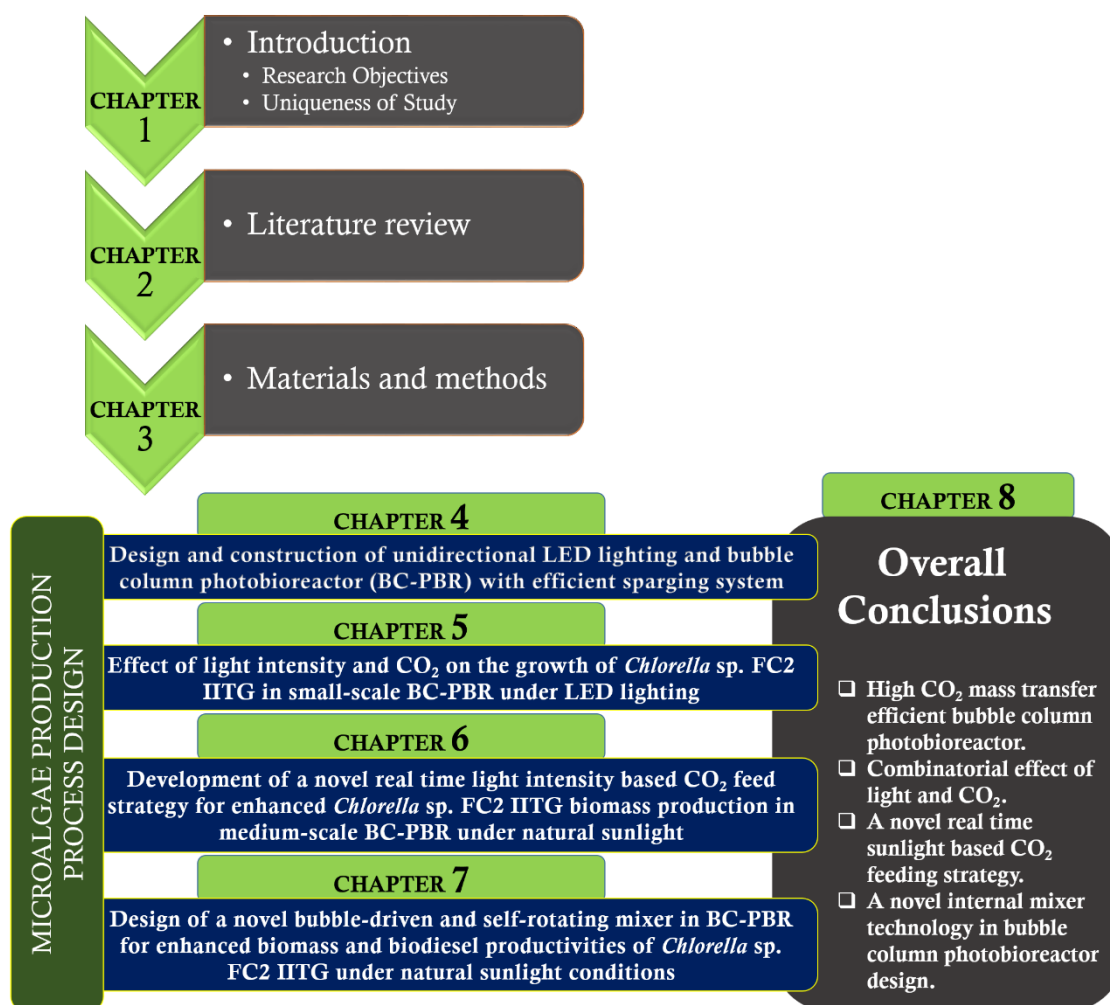 CHAPTER
1
• Introduction
• Research Objectives
• Uniqueness of Study
CHAPTER
2
• Literature review
CHAPTER
3
• Materials and methods
MICROALGAE PRODUCTION
PROCESS DESIGN
CHAPTER 4
Design and construction of unidirectional LED lighting and bubble
column photobioreactor (BC-PBR) with efficient sparging system
CHAPTER 5
Effect of light intensity and CO₂ on the growth of Chlorella sp. FC2
IITG in small-scale BC-PBR under LED lighting
CHAPTER 6
Development of a novel real time light intensity based CO₂ feed
strategy for enhanced Chlorella sp. FC2 IITG biomass production in
medium-scale BC-PBR under natural sunlight
CHAPTER 7
Design of a novel bubble-driven and self-rotating mixer in BC-PBR
for enhanced biomass and biodiesel productivities of Chlorella sp.
FC2 IITG under natural sunlight conditions
CHAPTER 8
Overall
Conclusions
❑ High CO₂ mass transfer
efficient bubble column
photobioreactor.
❑ Combinatorial effect of
light and CO₂.
❑ A novel real time
sunlight based CO₂
feeding strategy.
❑ A novel internal mixer
technology in bubble
column photobioreactor
design.